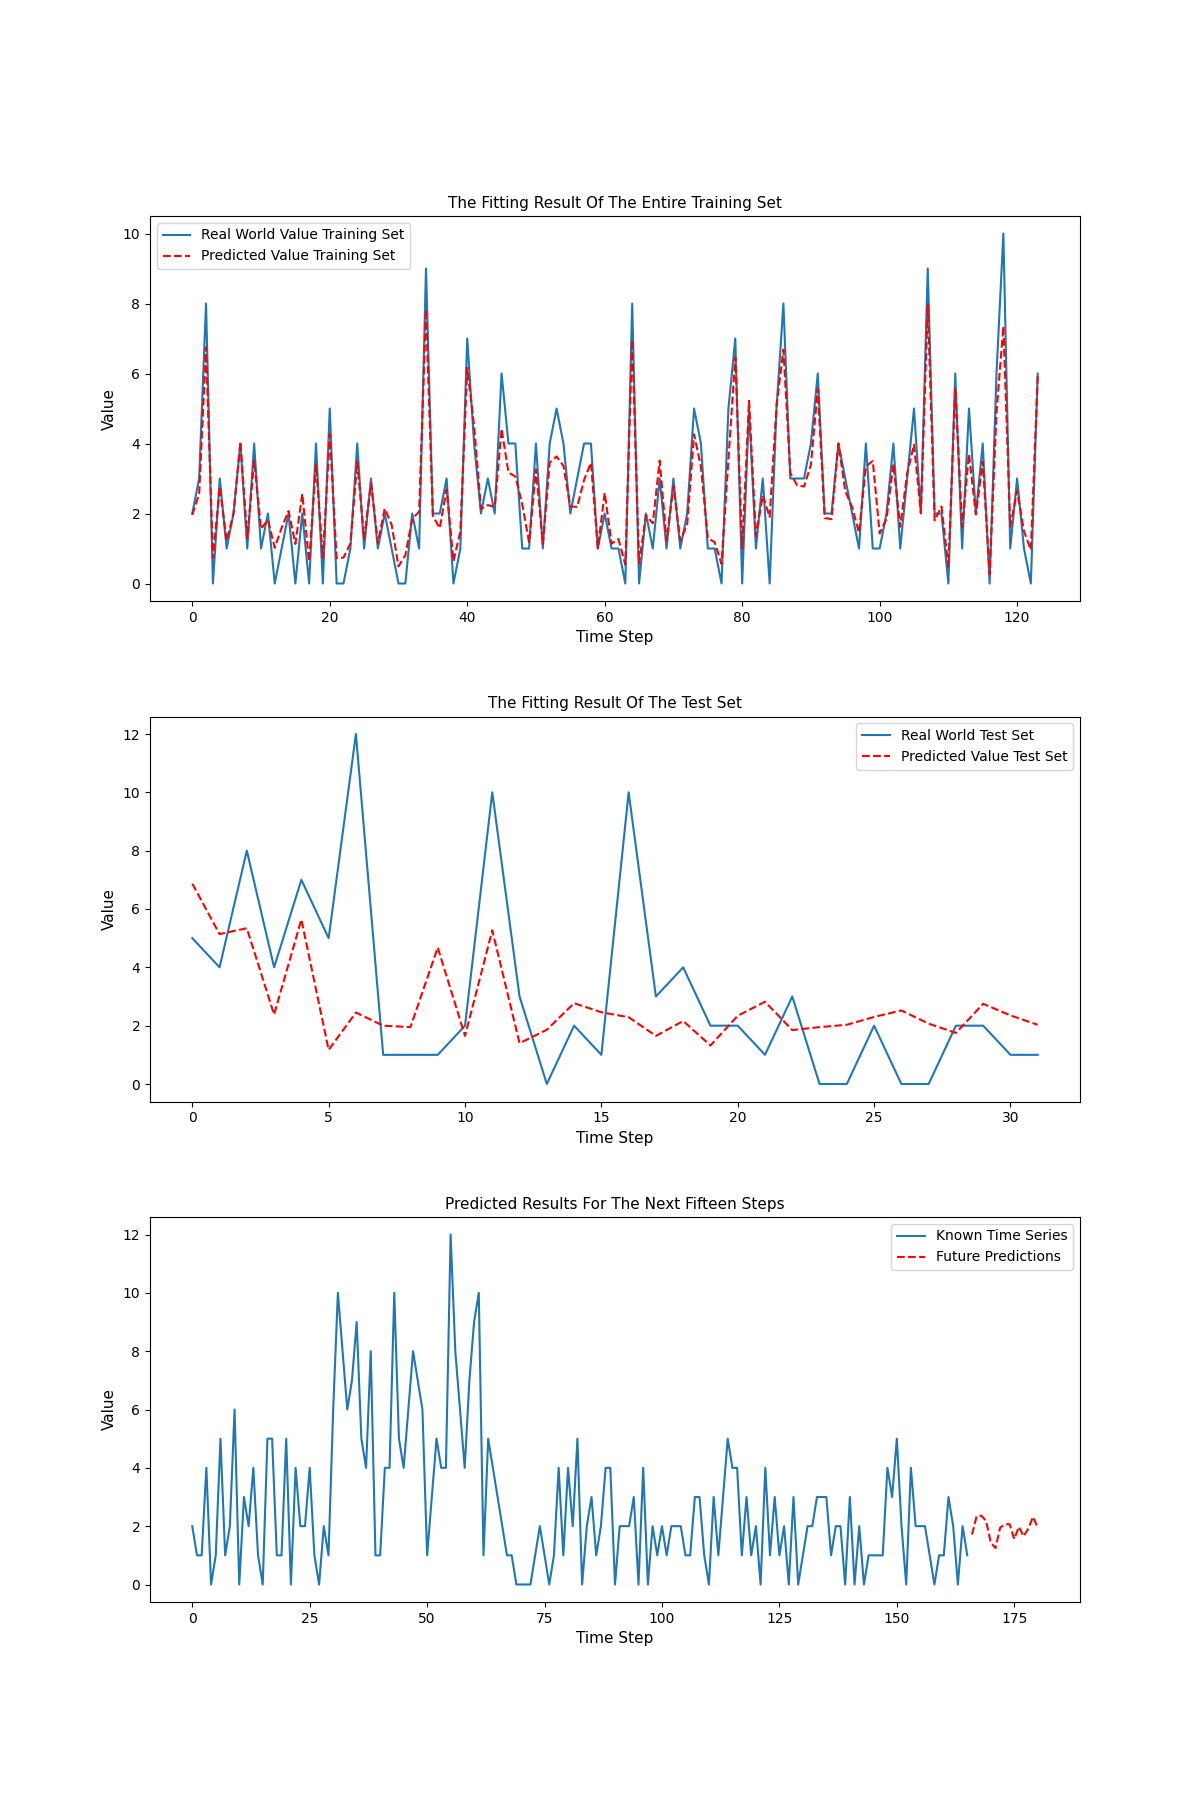 The Fitting Result Of The Entire Training Set
Real World Value Training Set
Predicted Value Training Set
Value
10
8
6
4
2
0
0 20 40 60 80 100 120
Time Step
The Fitting Result Of The Test Set
Real World Test Set
Predicted Value Test Set
Value
12
10
8
6
4
2
0
0 5 10 15 20 25 30
Time Step
Predicted Results For The Next Fifteen Steps
Known Time Series
Future Predictions
Value
12
10
8
6
4
2
0
0 25 50 75 100 125 150 175
Time Step